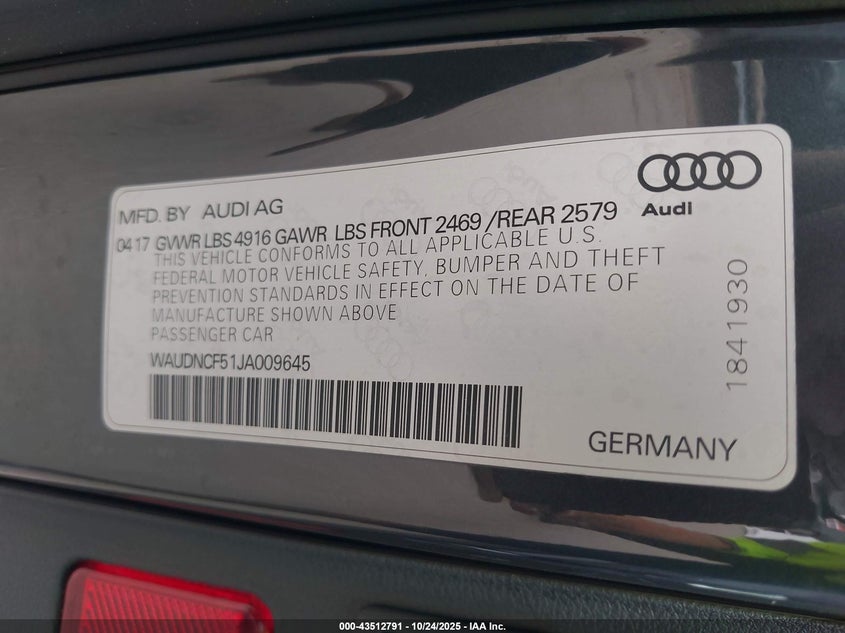 MFD. BY AUDI AG
Audi
04 17 GVWR LBS 4916 GAWR LBS FRONT 2469 /REAR 2579
THIS VEHICLE CONFORMS TO ALL APPLICABLE U.S.
FEDERAL MOTOR VEHICLE SAFETY, BUMPER AND THEFT
PREVENTION STANDARDS IN EFFECT ON THE DATE OF
MANUFACTURE SHOWN ABOVE
PASSENGER CAR
WAUDNCF51JA009645
1841930
GERMANY
000-43512791 - 10/24/2025 - IAA Inc.